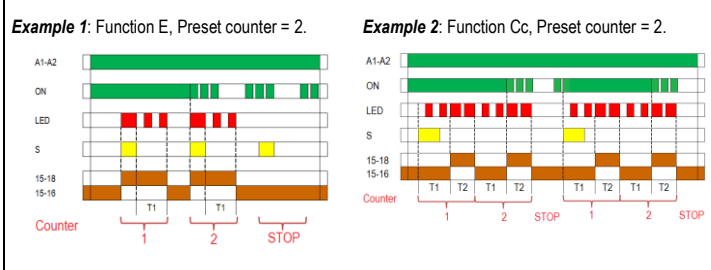 Example 1: Function E, Preset counter = 2.
A1-A2
ON
LED
S
15-18
15-16
T1 T1
Counter
1 2 STOP
Example 2: Function Cc, Preset counter = 2.
A1-A2
ON
LED
S
15-18
15-16
T1 T2 T1 T2 T1 T2 T1 T2
Counter
1 2 STOP 1 2 STOP